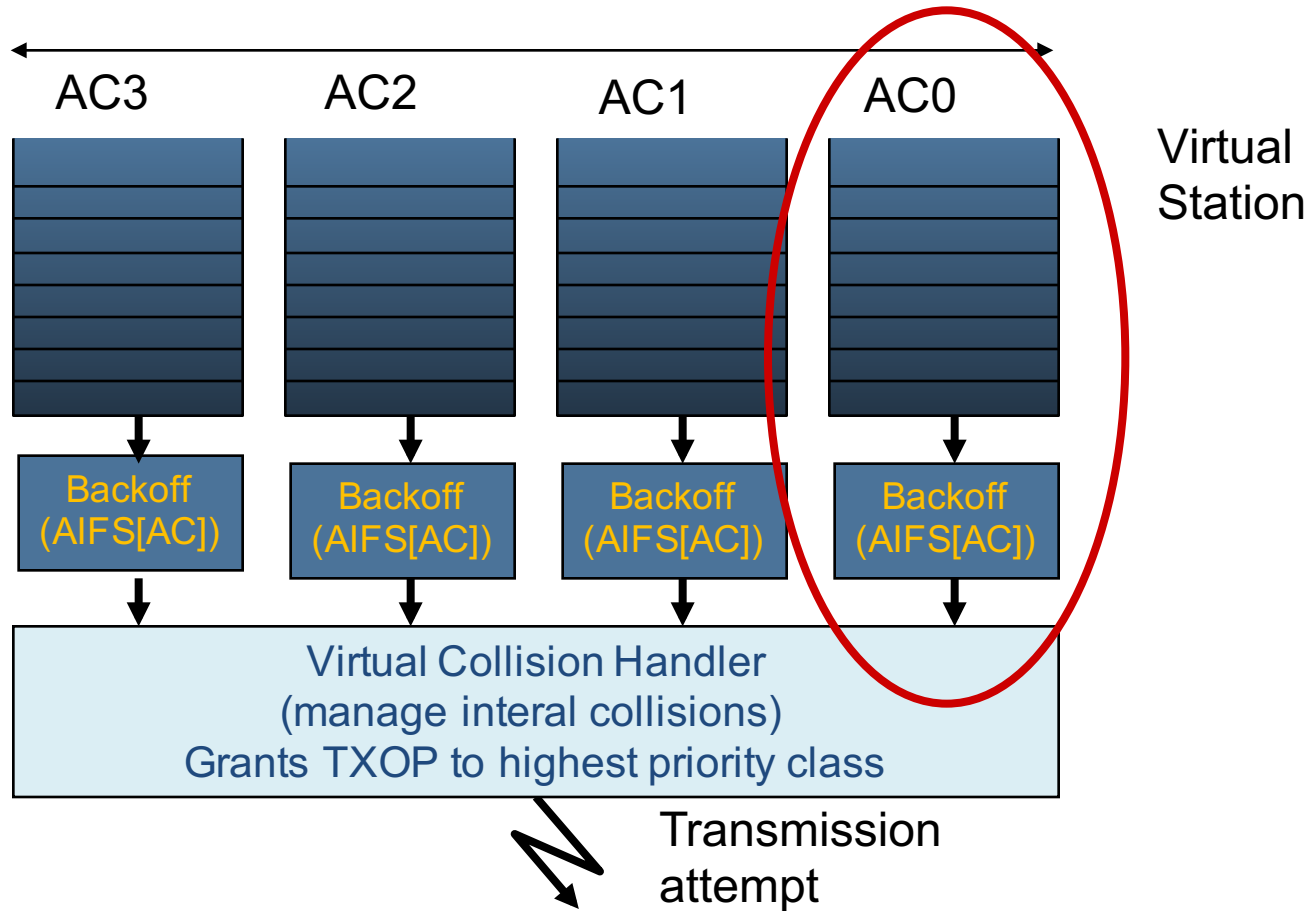 AC3
AC2
AC1
AC0
Virtual
Station
Backoff
(AIFS[AC])
Backoff
(AIFS[AC])
Backoff
(AIFS[AC])
Backoff
(AIFS[AC])
Virtual Collision Handler
(manage interal collisions)
Grants TXOP to highest priority class
Transmission
attempt